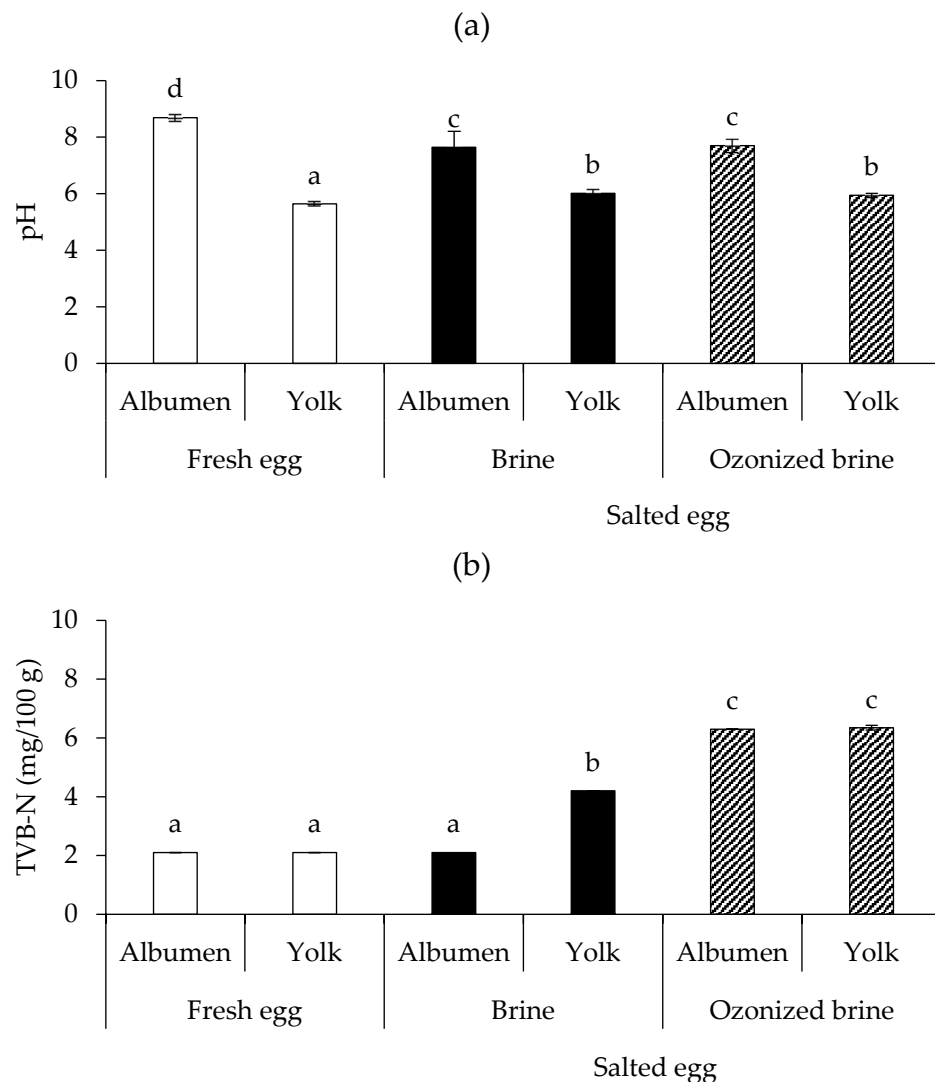 (a)
10
d
c
c
8
b
b
a
6
pH
4
2
0
Albumen Yolk Albumen Yolk Albumen Yolk
Fresh egg Brine Ozonized brine
Salted egg
(b)
10
8
c c
6
b
TVB-N (mg/100 g)
4
a a a
2
0
Albumen Yolk Albumen Yolk Albumen Yolk
Fresh egg Brine Ozonized brine
Salted egg